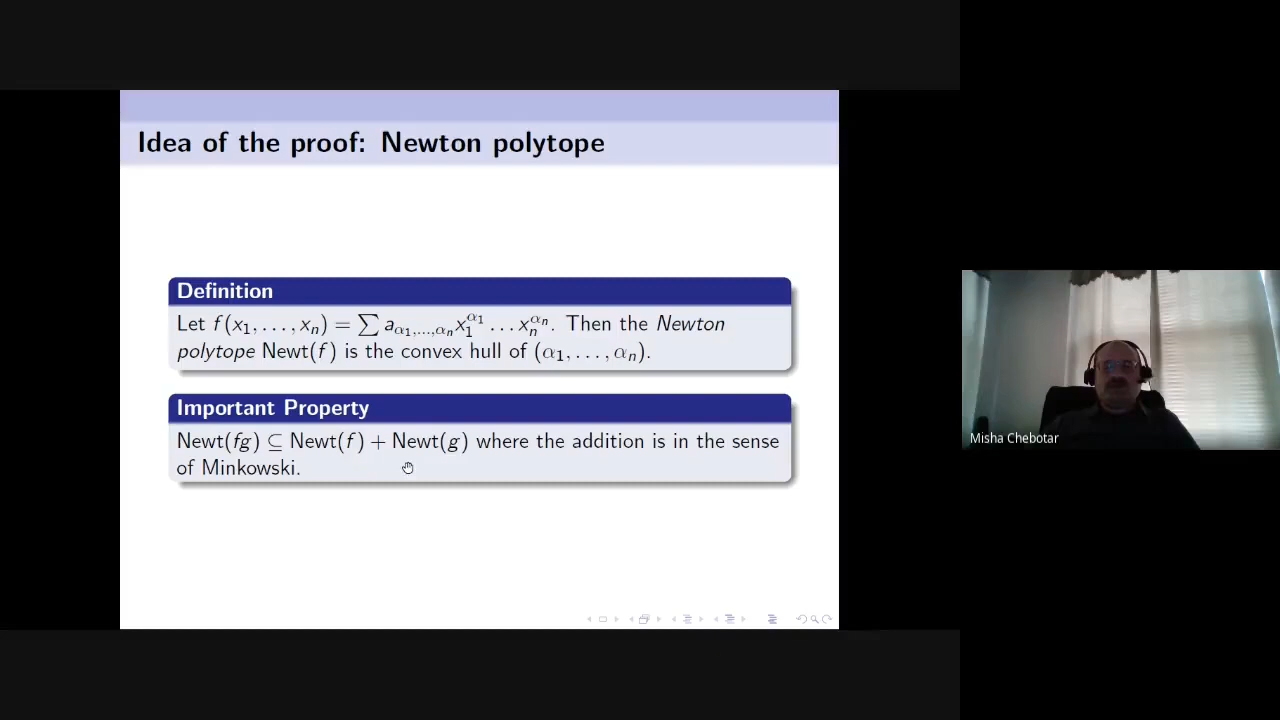 Idea of the proof: Newton polytope
Definition
Let f(x₁, . . . , xₙ) = ∑ a_{α₁,...,αₙ} x₁^{α₁} . . . xₙ^{αₙ}. Then the Newton
polytope Newt(f) is the convex hull of (α₁, . . . , αₙ).
Important Property
Newt(fg) ⊆ Newt(f) + Newt(g) where the addition is in the sense
of Minkowski.
Misha Chebotar